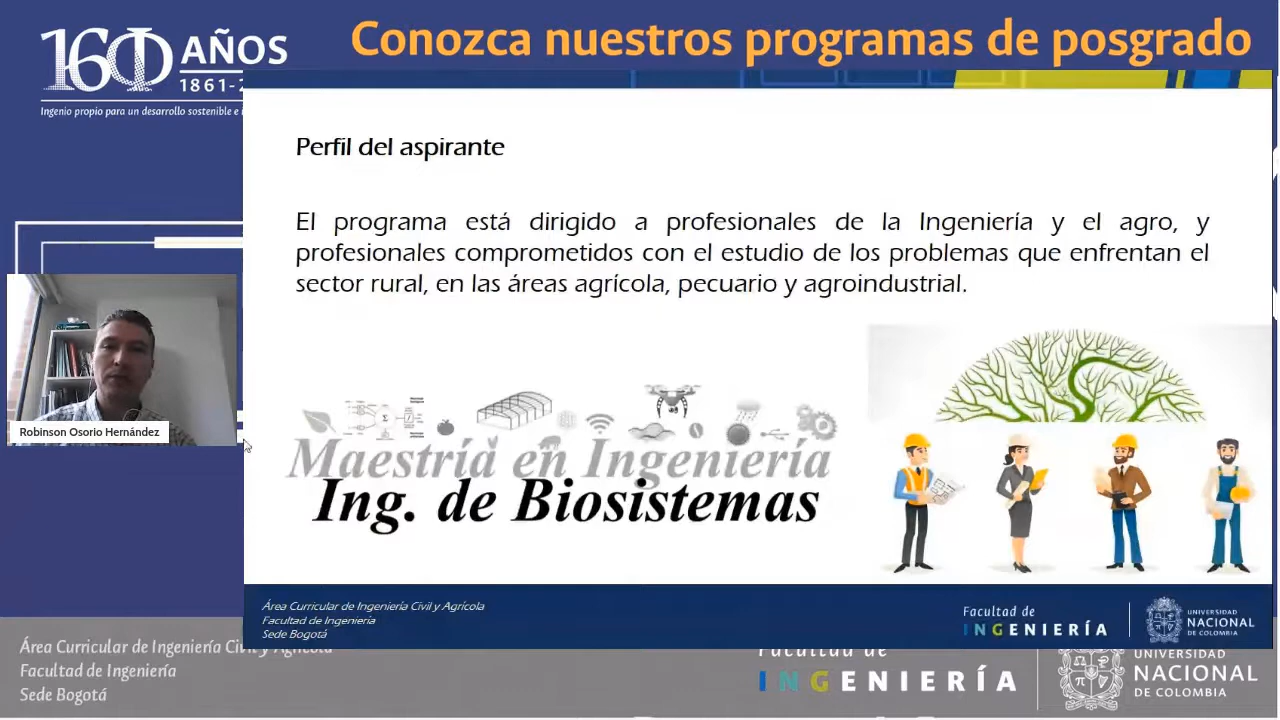 Conozca nuestros programas de posgrado
160 AÑOS
1861-2
Ingenio propio para un desarrollo sostenible e i
Perfil del aspirante
El programa está dirigido a profesionales de la Ingeniería y el agro, y
profesionales comprometidos con el estudio de los problemas que enfrentan el
sector rural, en las áreas agrícola, pecuario y agroindustrial.
Robinson Osorio Hernández
Maestría en Ingeniería
Ing. de Biosistemas
Área Curricular de Ingeniería Civil y Agrícola
Facultad de Ingeniería
Sede Bogotá
Facultad de
INGENIERÍA
UNIVERSIDAD
NACIONAL
DE COLOMBIA
Área Curricular de Ingeniería Civil y Agrícola
Facultad de Ingeniería
Sede Bogotá
Facultad de
INGENIERÍA
UNIVERSIDAD
NACIONAL
DE COLOMBIA